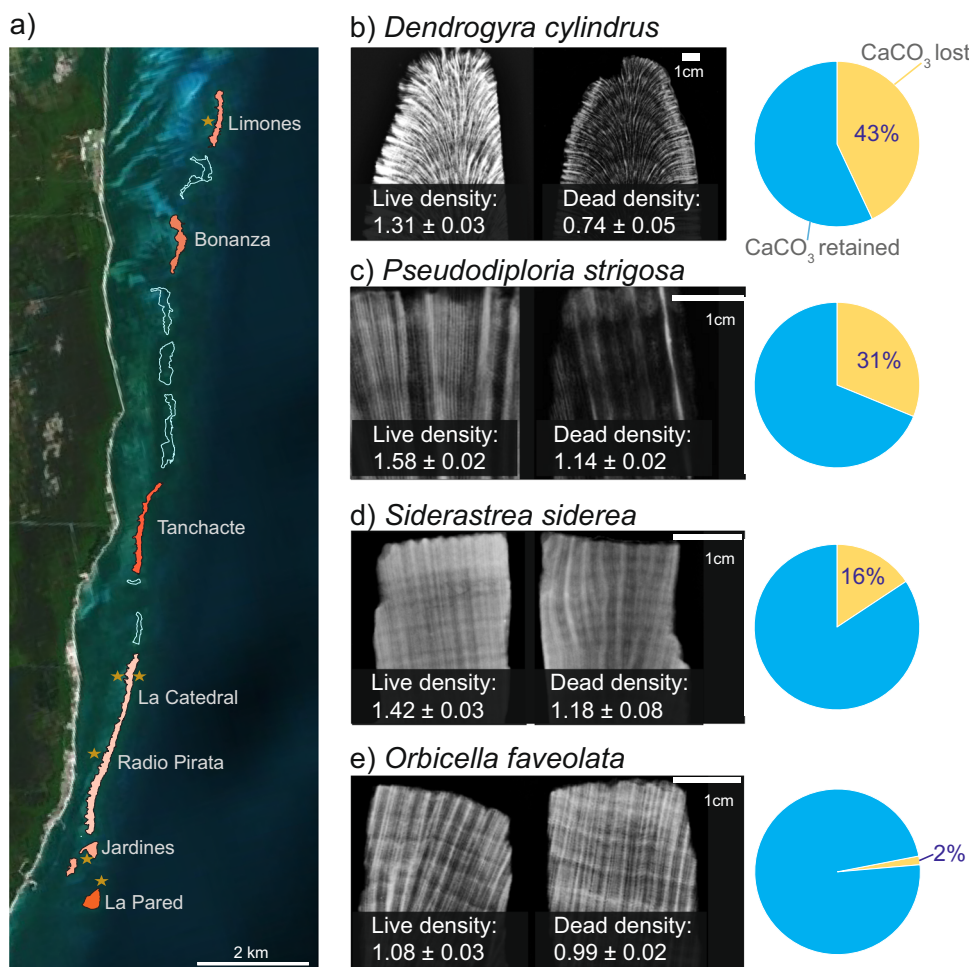 a)
Limones
Bonanza
Tanchacte
La Catedral
Radio Pirata
Jardines
La Pared
2 km
b) Dendrogyra cylindrus
1cm
Live density:
1.31 ± 0.03
Dead density:
0.74 ± 0.05
CaCO3 lost
43%
CaCO3 retained
c) Pseudodiploria strigosa
1cm
Live density:
1.58 ± 0.02
Dead density:
1.14 ± 0.02
31%
d) Siderastrea siderea
1cm
Live density:
1.42 ± 0.03
Dead density:
1.18 ± 0.08
16%
e) Orbicella faveolata
1cm
Live density:
1.08 ± 0.03
Dead density:
0.99 ± 0.02
2%